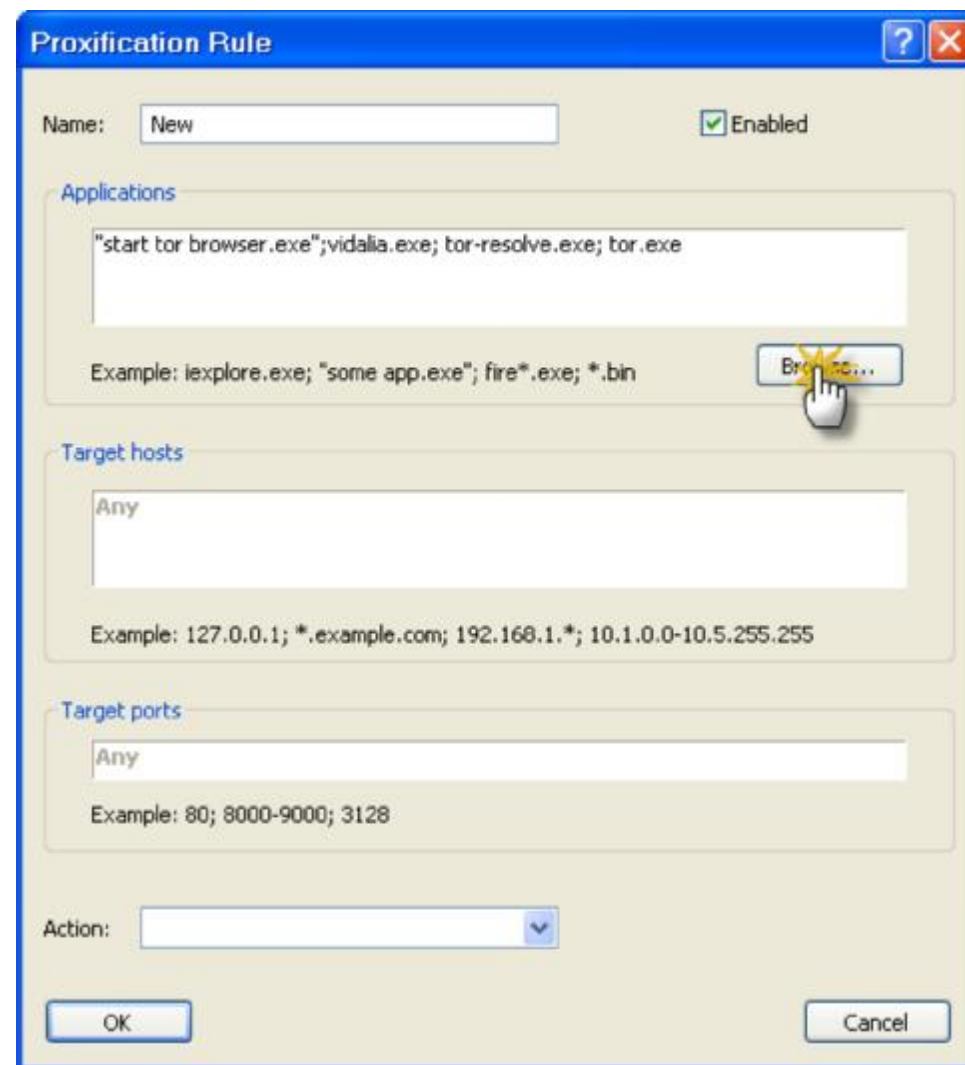 Proxification Rule
Name: New Enabled
Applications
"start tor browser.exe";vidalia.exe; tor-resolve.exe; tor.exe
Example: iexplore.exe; "some app.exe"; fire*.exe; *.bin
Browse...
Target hosts
Any
Example: 127.0.0.1; *.example.com; 192.168.1.*; 10.1.0.0-10.5.255.255
Target ports
Any
Example: 80; 8000-9000; 3128
Action:
OK Cancel